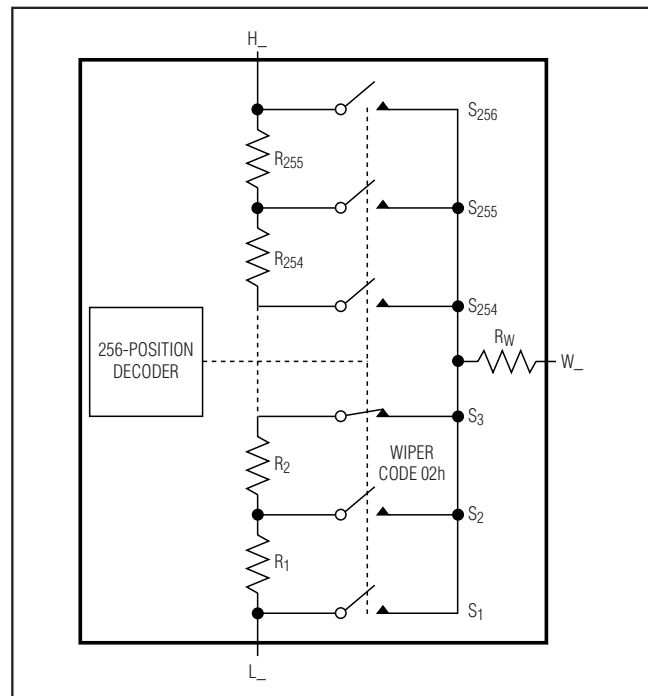 H_
S256
R255
S255
R254
S254
256-POSITION
DECODER
RW
W_
S3
R2
WIPER
CODE 02h
S2
R1
S1
L_